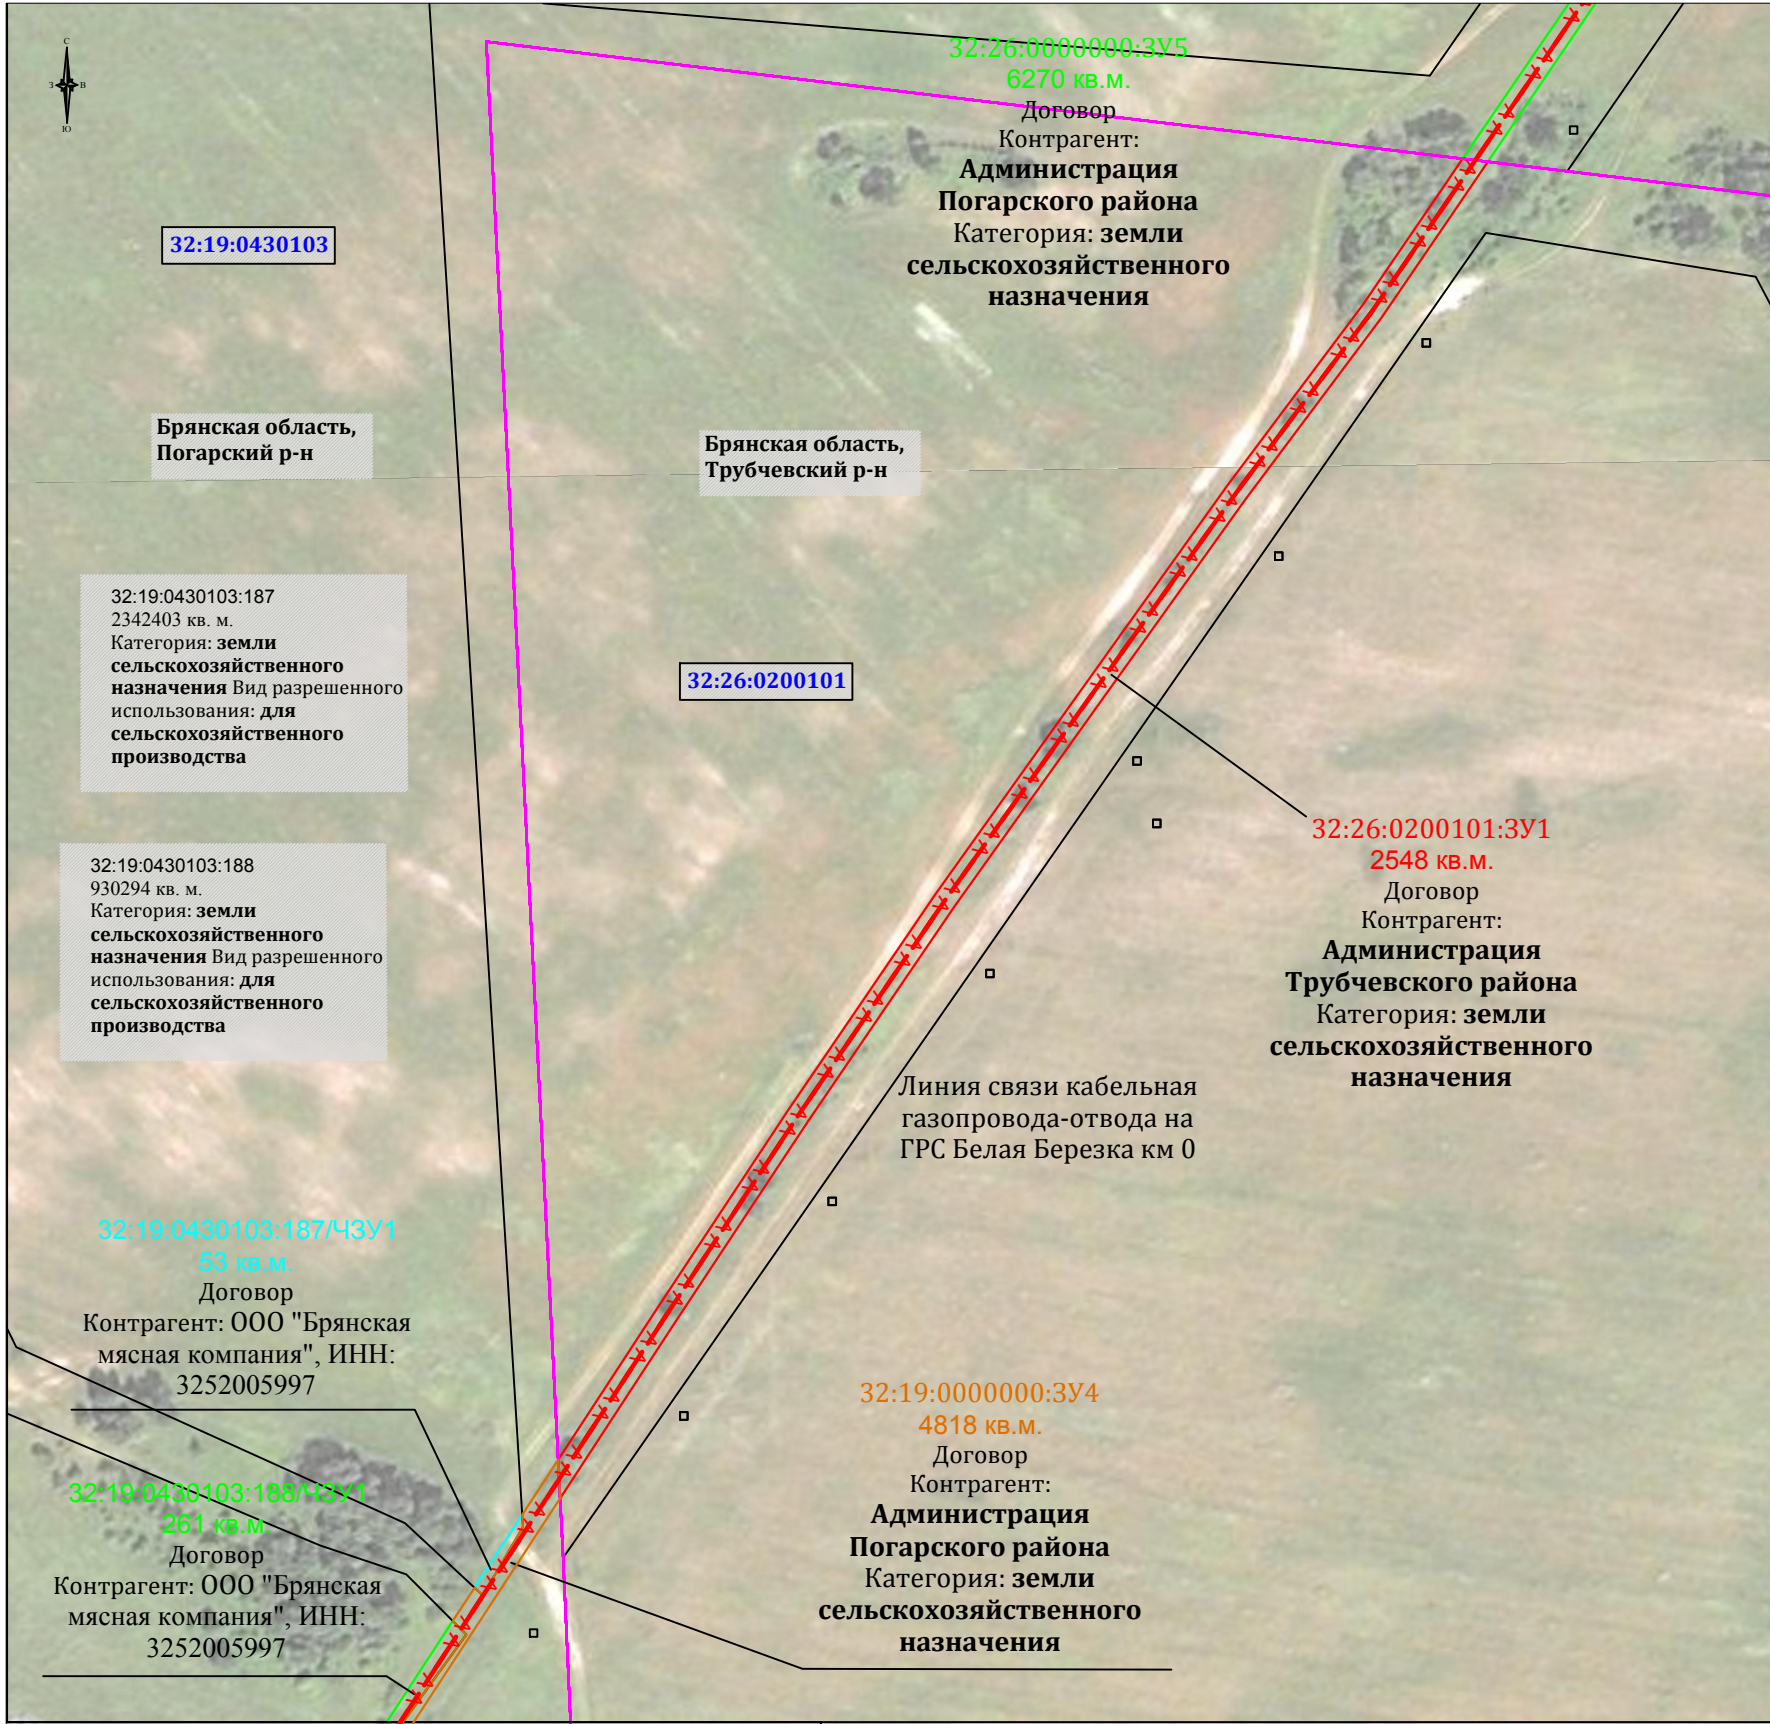 С
З В
Ю
32:26:0000000:ЗУ5
6270 кв.м.
Договор
Контрагент:
Администрация
Погарского района
Категория: земли
сельскохозяйственного
назначения
32:19:0430103
Брянская область,
Погарский р-н
Брянская область,
Трубчевский р-н
32:19:0430103:187
2342403 кв. м.
Категория: земли
сельскохозяйственного
назначения Вид разрешенного
использования: для
сельскохозяйственного
производства
32:26:0200101
32:19:0430103:188
930294 кв. м.
Категория: земли
сельскохозяйственного
назначения Вид разрешенного
использования: для
сельскохозяйственного
производства
32:26:0200101:ЗУ1
2548 кв.м.
Договор
Контрагент:
Администрация
Трубчевского района
Категория: земли
сельскохозяйственного
назначения
Линия связи кабельная
газопровода-отвода на
ГРС Белая Березка км 0
32:19:0430103:187/ЧЗУ1
53 кв.м.
Договор
Контрагент: ООО "Брянская
мясная компания", ИНН:
3252005997
32:19:0000000:ЗУ4
4818 кв.м.
Договор
Контрагент:
Администрация
Погарского района
Категория: земли
сельскохозяйственного
назначения
32:19:0430103:188/ЧЗУ1
261 кв.м.
Договор
Контрагент: ООО "Брянская
мясная компания", ИНН:
3252005997